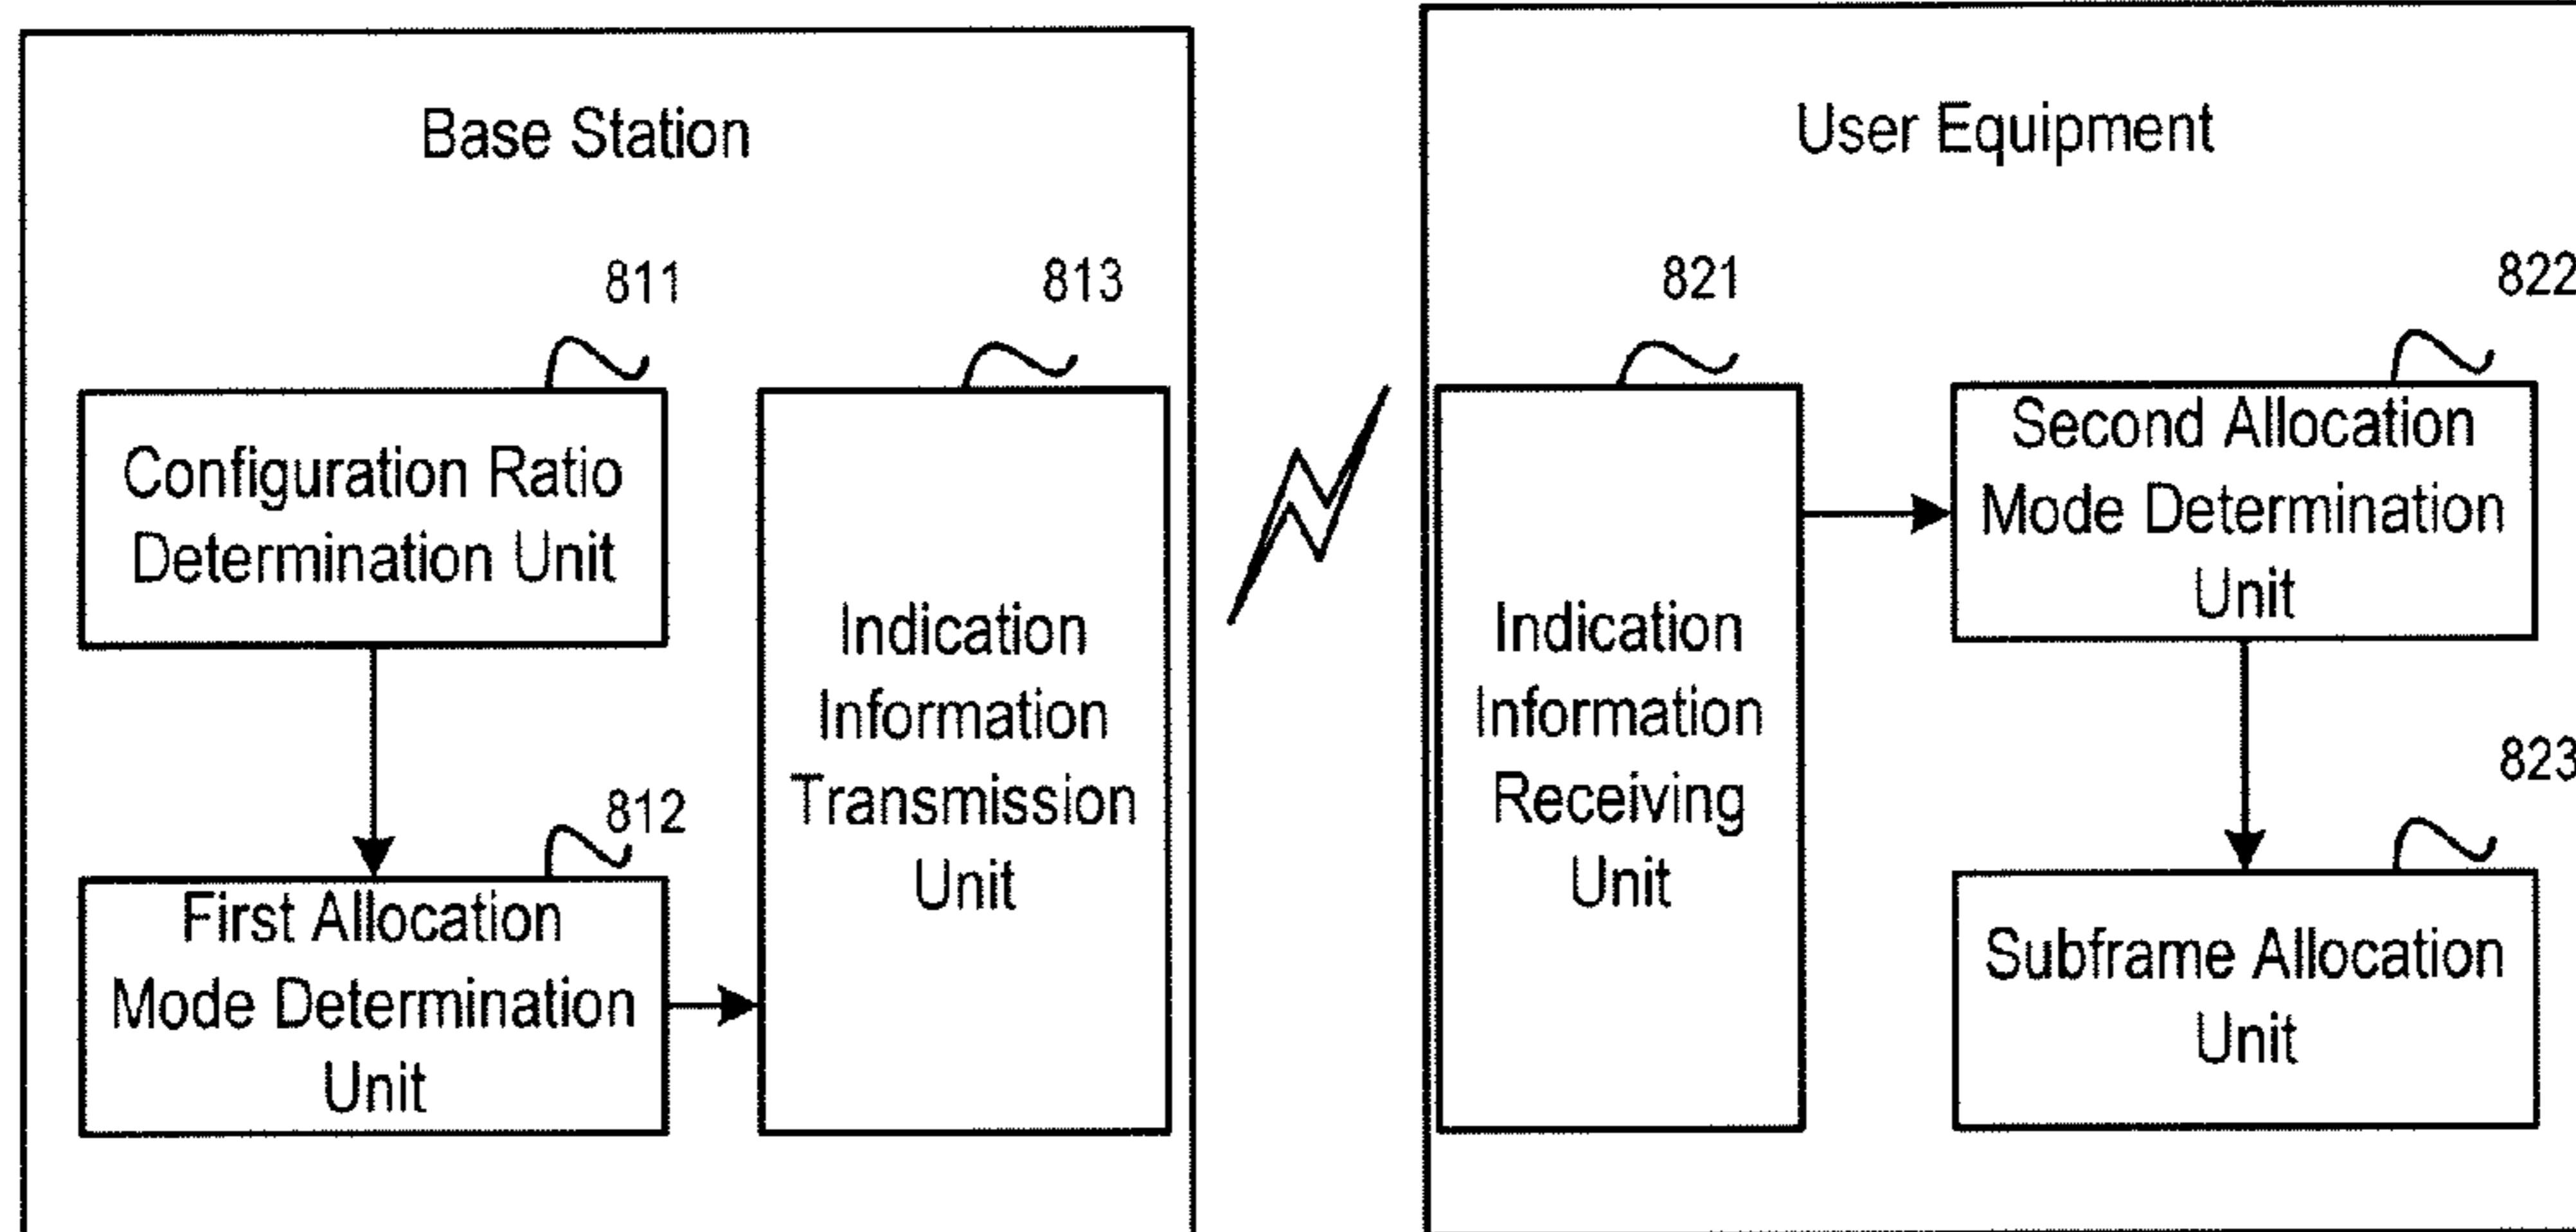 Base Station
811
813
Configuration Ratio
Determination Unit
812
First Allocation
Mode Determination
Unit
Indication
Information
Transmission
Unit
User Equipment
821
822
Indication
Information
Receiving
Unit
Second Allocation
Mode Determination
Unit
823
Subframe Allocation
Unit